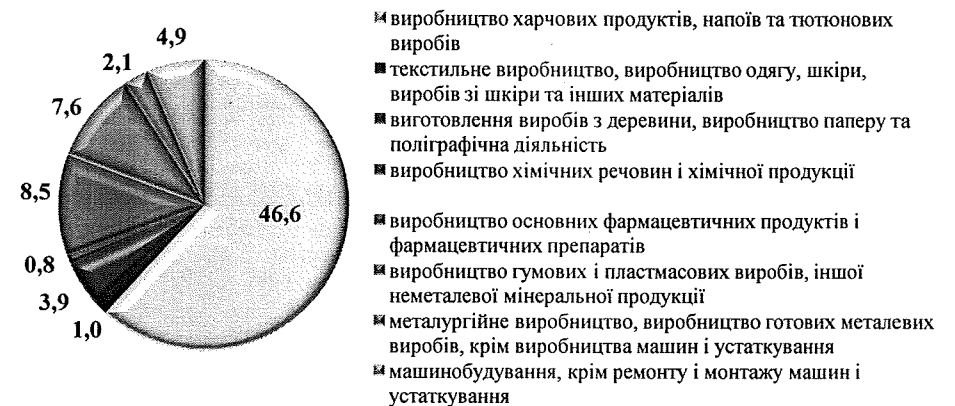 4,9
2,1
7,6
8,5
46,6
0,8
3,9
1,0
виробництво харчових продуктів, напоїв та тютюнових
виробів
текстильне виробництво, виробництво одягу, шкіри,
виробів зі шкіри та інших матеріалів
виготовлення виробів з деревини, виробництво паперу та
поліграфічна діяльність
виробництво хімічних речовин і хімічної продукції
виробництво основних фармацевтичних продуктів і
фармацевтичних препаратів
виробництво гумових і пластмасових виробів, іншої
неметалевої мінеральної продукції
металургійне виробництво, виробництво готових металевих
виробів, крім виробництва машин і устаткування
машинобудування, крім ремонту і монтажу машин і
устаткування